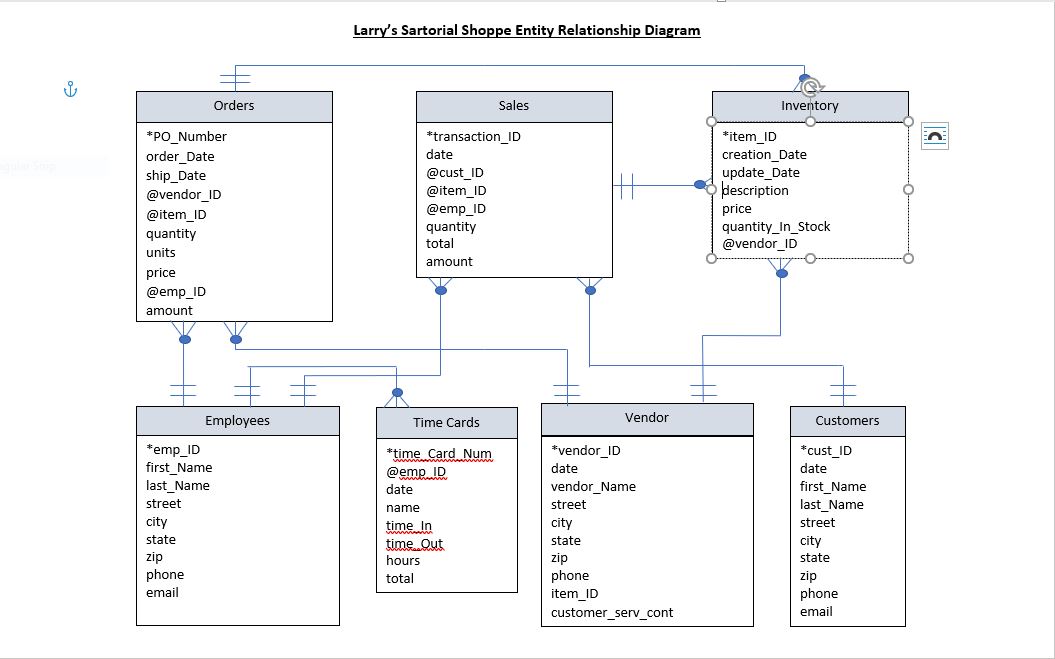 Larry's Sartorial Shoppe Entity Relationship Diagram
Orders
*PO_Number
order_Date
ship_Date
@vendor_ID
@item_ID
quantity
units
price
@emp_ID
amount
Sales
*transaction_ID
date
@cust_ID
@item_ID
@emp_ID
quantity
total
amount
Inventory
*item_ID
creation_Date
update_Date
description
price
quantity_In_Stock
@vendor_ID
Employees
*emp_ID
first_Name
last_Name
street
city
state
zip
phone
email
Time Cards
*time_Card_Num
@emp_ID
date
name
time_In
time_Out
hours
total
Vendor
*vendor_ID
date
vendor_Name
street
city
state
zip
phone
item_ID
customer_serv_cont
Customers
*cust_ID
date
first_Name
last_Name
street
city
state
zip
phone
email